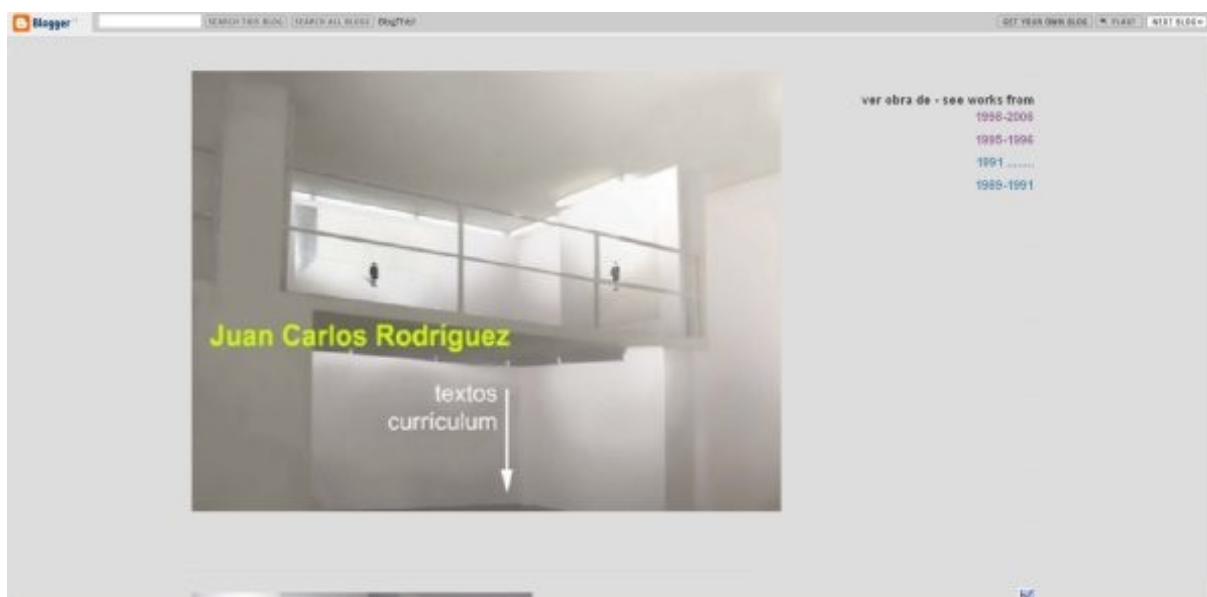 Blogger
SEARCH THIS BLOG
SEARCH ALL BLOGS
BlogThis!
GET YOUR OWN BLOG
FLAG?
NEXT BLOG»
ver obra de - see works from
1998-2006
1995-1996
1991 .......
1989-1991
Juan Carlos Rodríguez
textos
curriculum